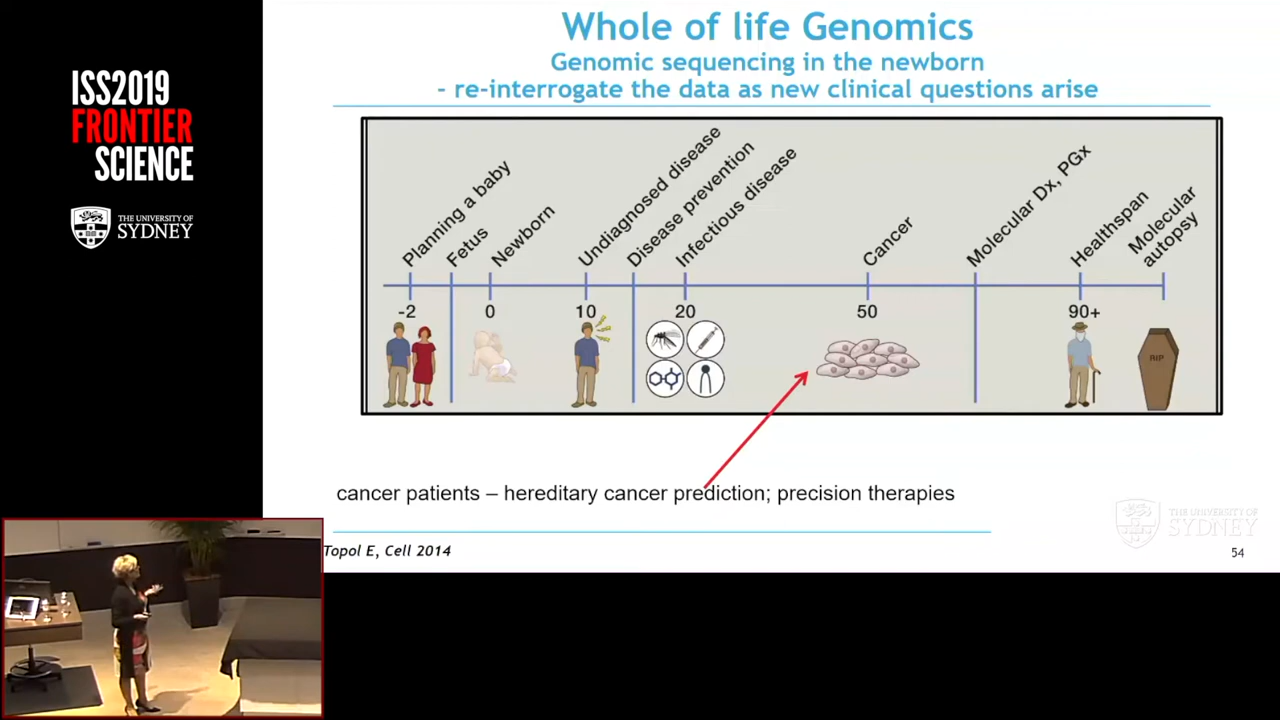 ISS2019
FRONTIER
SCIENCE
THE UNIVERSITY OF
SYDNEY
Whole of life Genomics
Genomic sequencing in the newborn
- re-interrogate the data as new clinical questions arise
Planning a baby
Fetus
Newborn
Undiagnosed disease
Disease prevention
Infectious disease
Cancer
Molecular Dx, PGx
Healthspan
Molecular
autopsy
-2
0
10
20
50
90+
RIP
cancer patients – hereditary cancer prediction; precision therapies
THE UNIVERSITY OF
SYDNEY
Topol E, Cell 2014
54